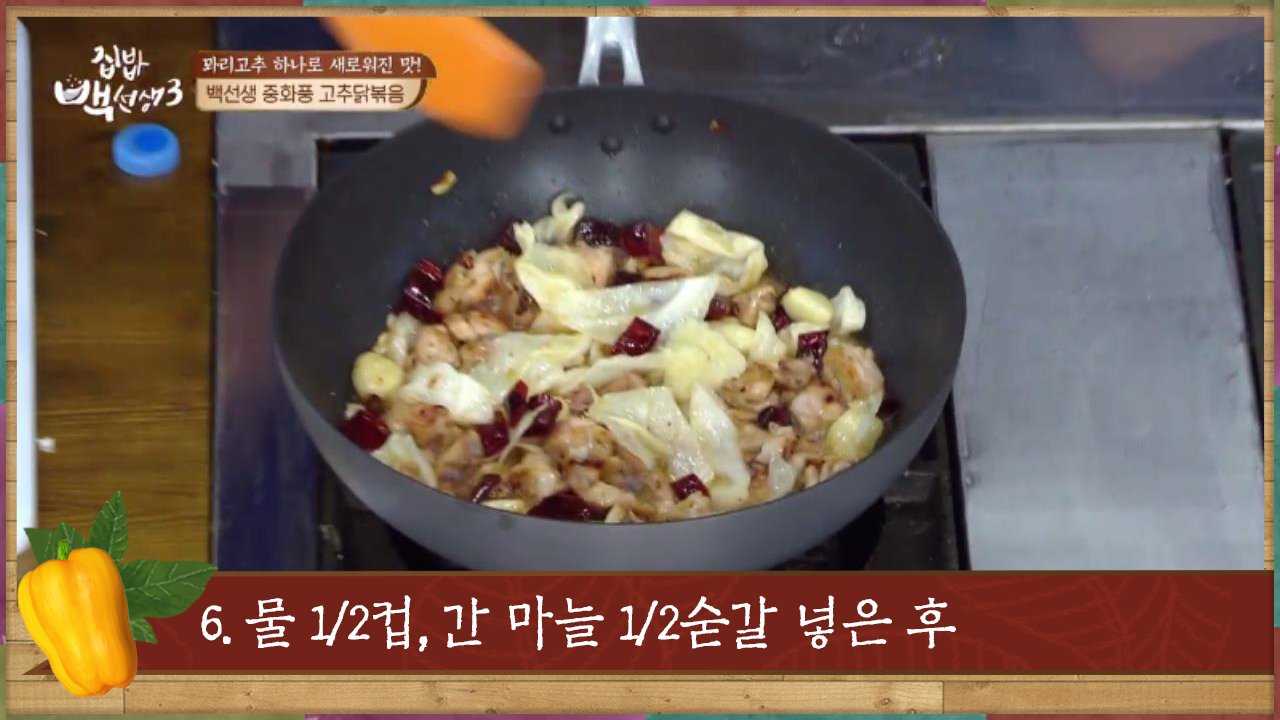 집밥
백선생3
꽈리고추 하나로 새로워진 맛!
백선생 중화풍 고추닭볶음
6. 물 1/2컵, 간 마늘 1/2숟갈 넣은 후